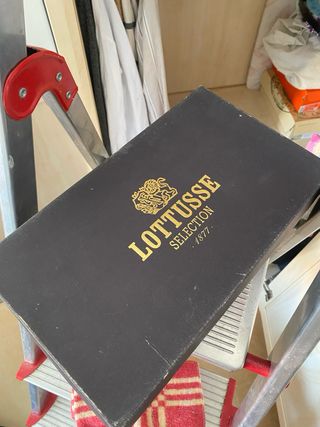 LOTTUSSE
SELECTION
· 1877 ·